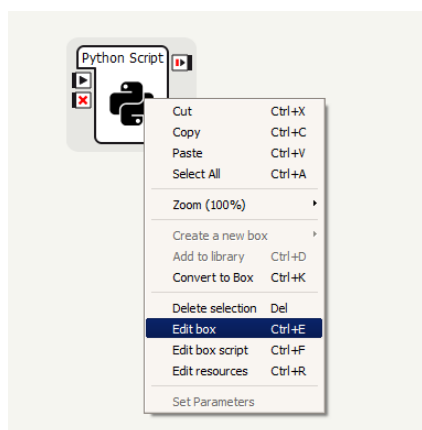 Python Script
Cut Ctrl+X
Copy Ctrl+C
Paste Ctrl+V
Select All Ctrl+A
Zoom (100%)
Create a new box
Add to library Ctrl+D
Convert to Box Ctrl+K
Delete selection Del
Edit box Ctrl+E
Edit box script Ctrl+F
Edit resources Ctrl+R
Set Parameters